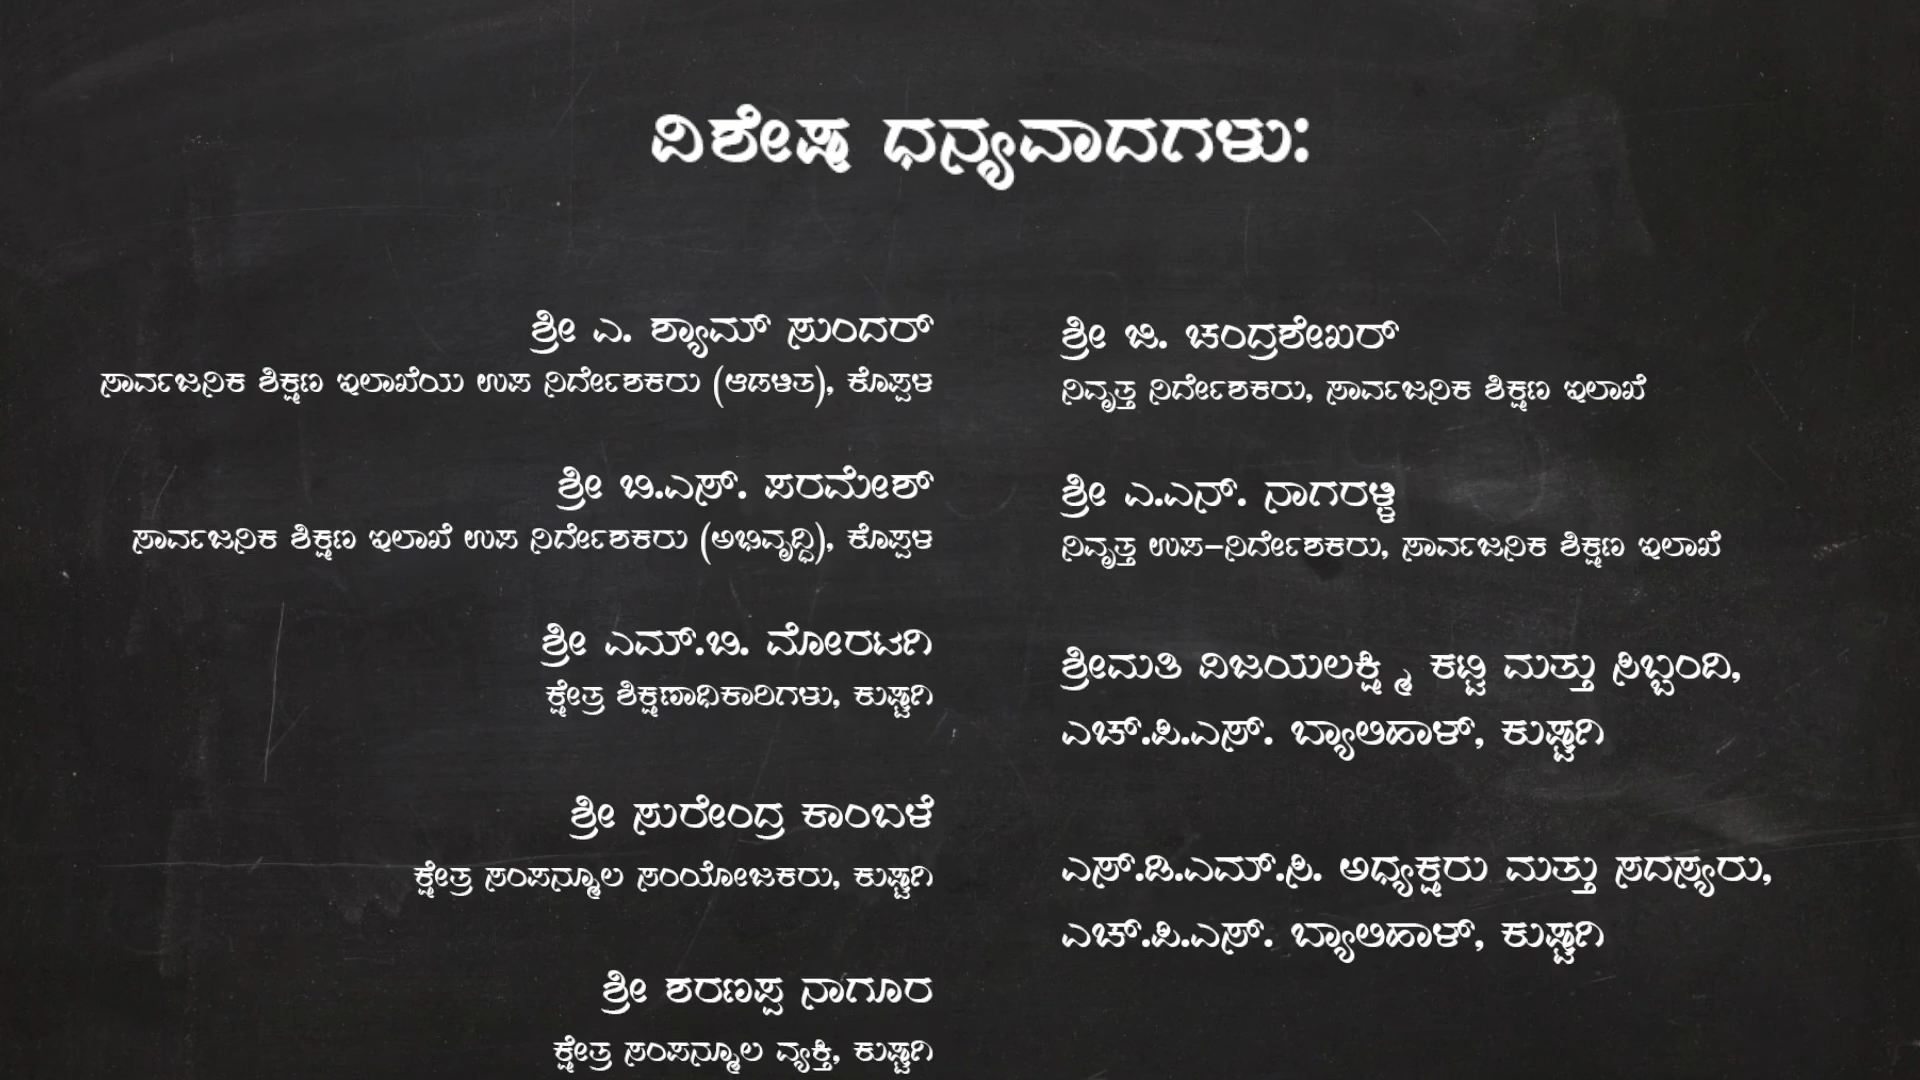 ವಿಶೇಷ ಧನ್ಯವಾದಗಳು:
ಶ್ರೀ ಎ. ಶ್ಯಾಮ್ ಸುಂದರ್
ಸಾರ್ವಜನಿಕ ಶಿಕ್ಷಣ ಇಲಾಖೆಯ ಉಪ ನಿರ್ದೇಶಕರು (ಆಡಳಿತ), ಕೊಪ್ಪಳ
ಶ್ರೀ ಬಿ.ಎಸ್. ಪರಮೇಶ್
ಸಾರ್ವಜನಿಕ ಶಿಕ್ಷಣ ಇಲಾಖೆ ಉಪ ನಿರ್ದೇಶಕರು (ಅಭಿವೃದ್ಧಿ), ಕೊಪ್ಪಳ
ಶ್ರೀ ಎಮ್.ಬಿ. ಮೋರಟಗಿ
ಕ್ಷೇತ್ರ ಶಿಕ್ಷಣಾಧಿಕಾರಿಗಳು, ಕುಷ್ಟಗಿ
ಶ್ರೀ ಸುರೇಂದ್ರ ಕಾಂಬಳೆ
ಕ್ಷೇತ್ರ ಸಂಪನ್ಮೂಲ ಸಂಯೋಜಕರು, ಕುಷ್ಟಗಿ
ಶ್ರೀ ಶರಣಪ್ಪ ನಾಗೂರ
ಕ್ಷೇತ್ರ ಸಂಪನ್ಮೂಲ ವ್ಯಕ್ತಿ, ಕುಷ್ಟಗಿ
ಶ್ರೀ ಜಿ. ಚಂದ್ರಶೇಖರ್
ನಿವೃತ್ತ ನಿರ್ದೇಶಕರು, ಸಾರ್ವಜನಿಕ ಶಿಕ್ಷಣ ಇಲಾಖೆ
ಶ್ರೀ ಎ.ಎನ್. ನಾಗರಳ್ಳಿ
ನಿವೃತ್ತ ಉಪ-ನಿರ್ದೇಶಕರು, ಸಾರ್ವಜನಿಕ ಶಿಕ್ಷಣ ಇಲಾಖೆ
ಶ್ರೀಮತಿ ವಿಜಯಲಕ್ಷ್ಮಿ ಕಟ್ಟಿ ಮತ್ತು ಸಿಬ್ಬಂದಿ,
ಎಚ್.ಪಿ.ಎಸ್. ಬ್ಯಾಲಿಹಾಳ್, ಕುಷ್ಟಗಿ
ಎಸ್.ಡಿ.ಎಮ್.ಸಿ. ಅಧ್ಯಕ್ಷರು ಮತ್ತು ಸದಸ್ಯರು,
ಎಚ್.ಪಿ.ಎಸ್. ಬ್ಯಾಲಿಹಾಳ್, ಕುಷ್ಟಗಿ